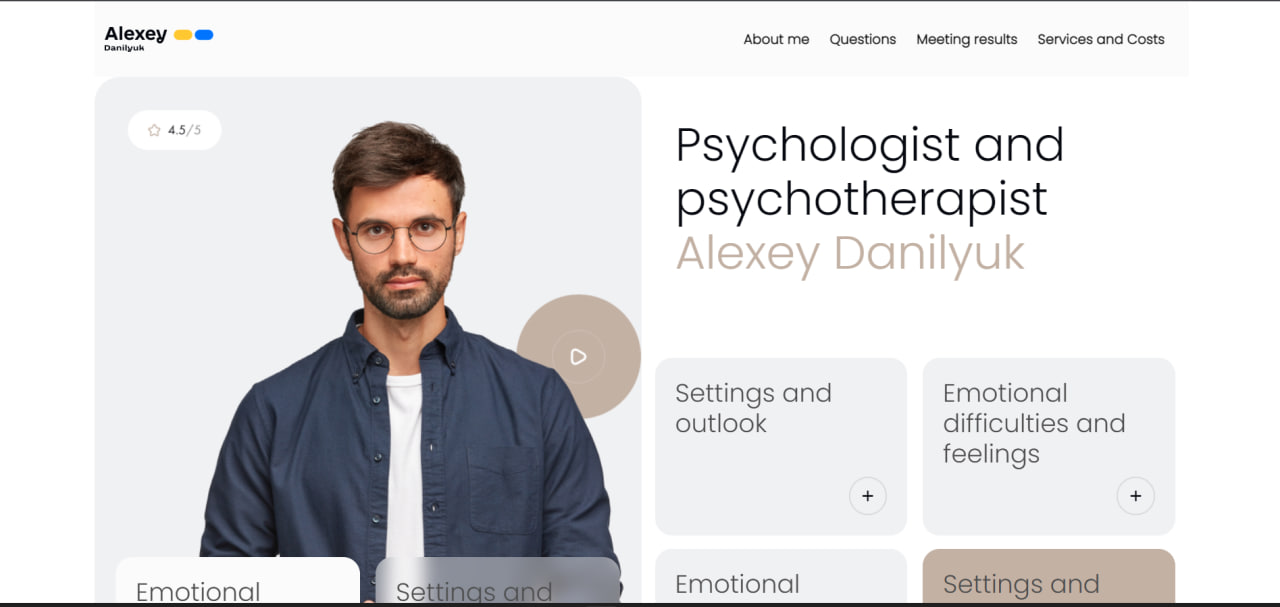 Alexey
Danilyuk
About me
Questions
Meeting results
Services and Costs
4.5/5
Psychologist and
psychotherapist
Alexey Danilyuk
Settings and
outlook
Emotional
difficulties and
feelings
Emotional
Settings and
Emotional
Settings and